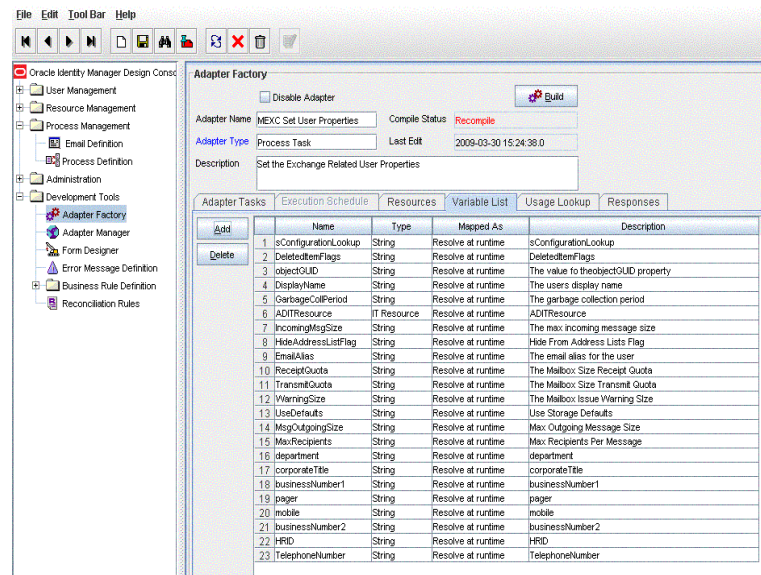 File Edit Tool Bar Help
Oracle Identity Manager Design Consc
User Management
Resource Management
Process Management
Email Definition
Process Definition
Administration
Development Tools
Adapter Factory
Adapter Manager
Form Designer
Error Message Definition
Business Rule Definition
Reconciliation Rules
Adapter Factory
Disable Adapter
Build
Adapter Name MEXC Set User Properties Compile Status Recompile
Adapter Type Process Task Last Edit 2009-03-30 15:24:38.0
Description Set the Exchange Related User Properties
Adapter Tasks Execution Schedule Resources Variable List Usage Lookup Responses
Add
Delete
Name Type Mapped As Description
1 sConfigurationLookup String Resolve at runtime sConfigurationLookup
2 DeletedItemFlags String Resolve at runtime DeletedItemFlags
3 objectGUID String Resolve at runtime The value fo theobjectGUID property
4 DisplayName String Resolve at runtime The users display name
5 GarbageCollPeriod String Resolve at runtime The garbage collection period
6 ADITResource IT Resource Resolve at runtime ADITResource
7 IncomingMsgSize String Resolve at runtime The max incoming message size
8 HideAddressListFlag String Resolve at runtime Hide From Address Lists Flag
9 EmailAlias String Resolve at runtime The email alias for the user
10 ReceiptQuota String Resolve at runtime The Mailbox Size Receipt Quota
11 TransmitQuota String Resolve at runtime The Mailbox Size Transmit Quota
12 WarningSize String Resolve at runtime The Mailbox Issue Warning SIze
13 UseDefaults String Resolve at runtime Use Storage Defaults
14 MsgOutgoingSize String Resolve at runtime Max Outgoing Message Size
15 MaxRecipients String Resolve at runtime Max Recipients Per Message
16 department String Resolve at runtime department
17 corporateTitle String Resolve at runtime corporateTitle
18 businessNumber1 String Resolve at runtime businessNumber1
19 pager String Resolve at runtime pager
20 mobile String Resolve at runtime mobile
21 businessNumber2 String Resolve at runtime businessNumber2
22 HRID String Resolve at runtime HRID
23 TelephoneNumber String Resolve at runtime TelephoneNumber